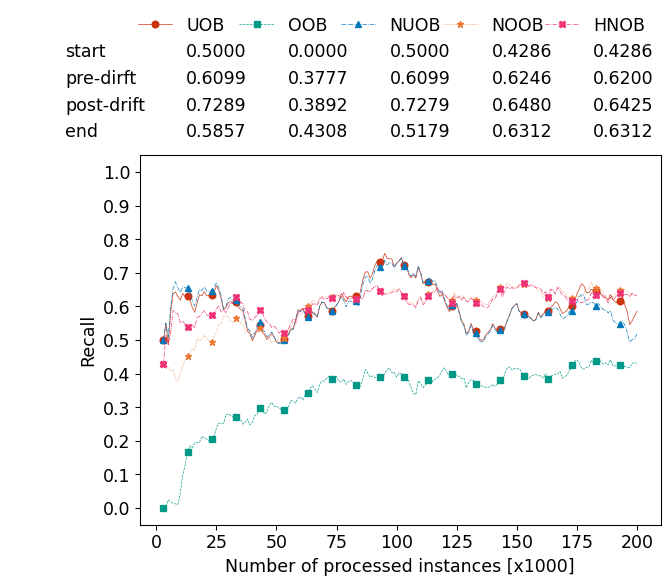 UOB OOB NUOB NOOB HNOB
start 0.5000 0.0000 0.5000 0.4286 0.4286
pre-dirft 0.6099 0.3777 0.6099 0.6246 0.6200
post-drift 0.7289 0.3892 0.7279 0.6480 0.6425
end 0.5857 0.4308 0.5179 0.6312 0.6312
1.0
0.9
0.8
0.7
0.6
0.5
0.4
0.3
0.2
0.1
0.0
Recall
0 25 50 75 100 125 150 175 200
Number of processed instances [x1000]